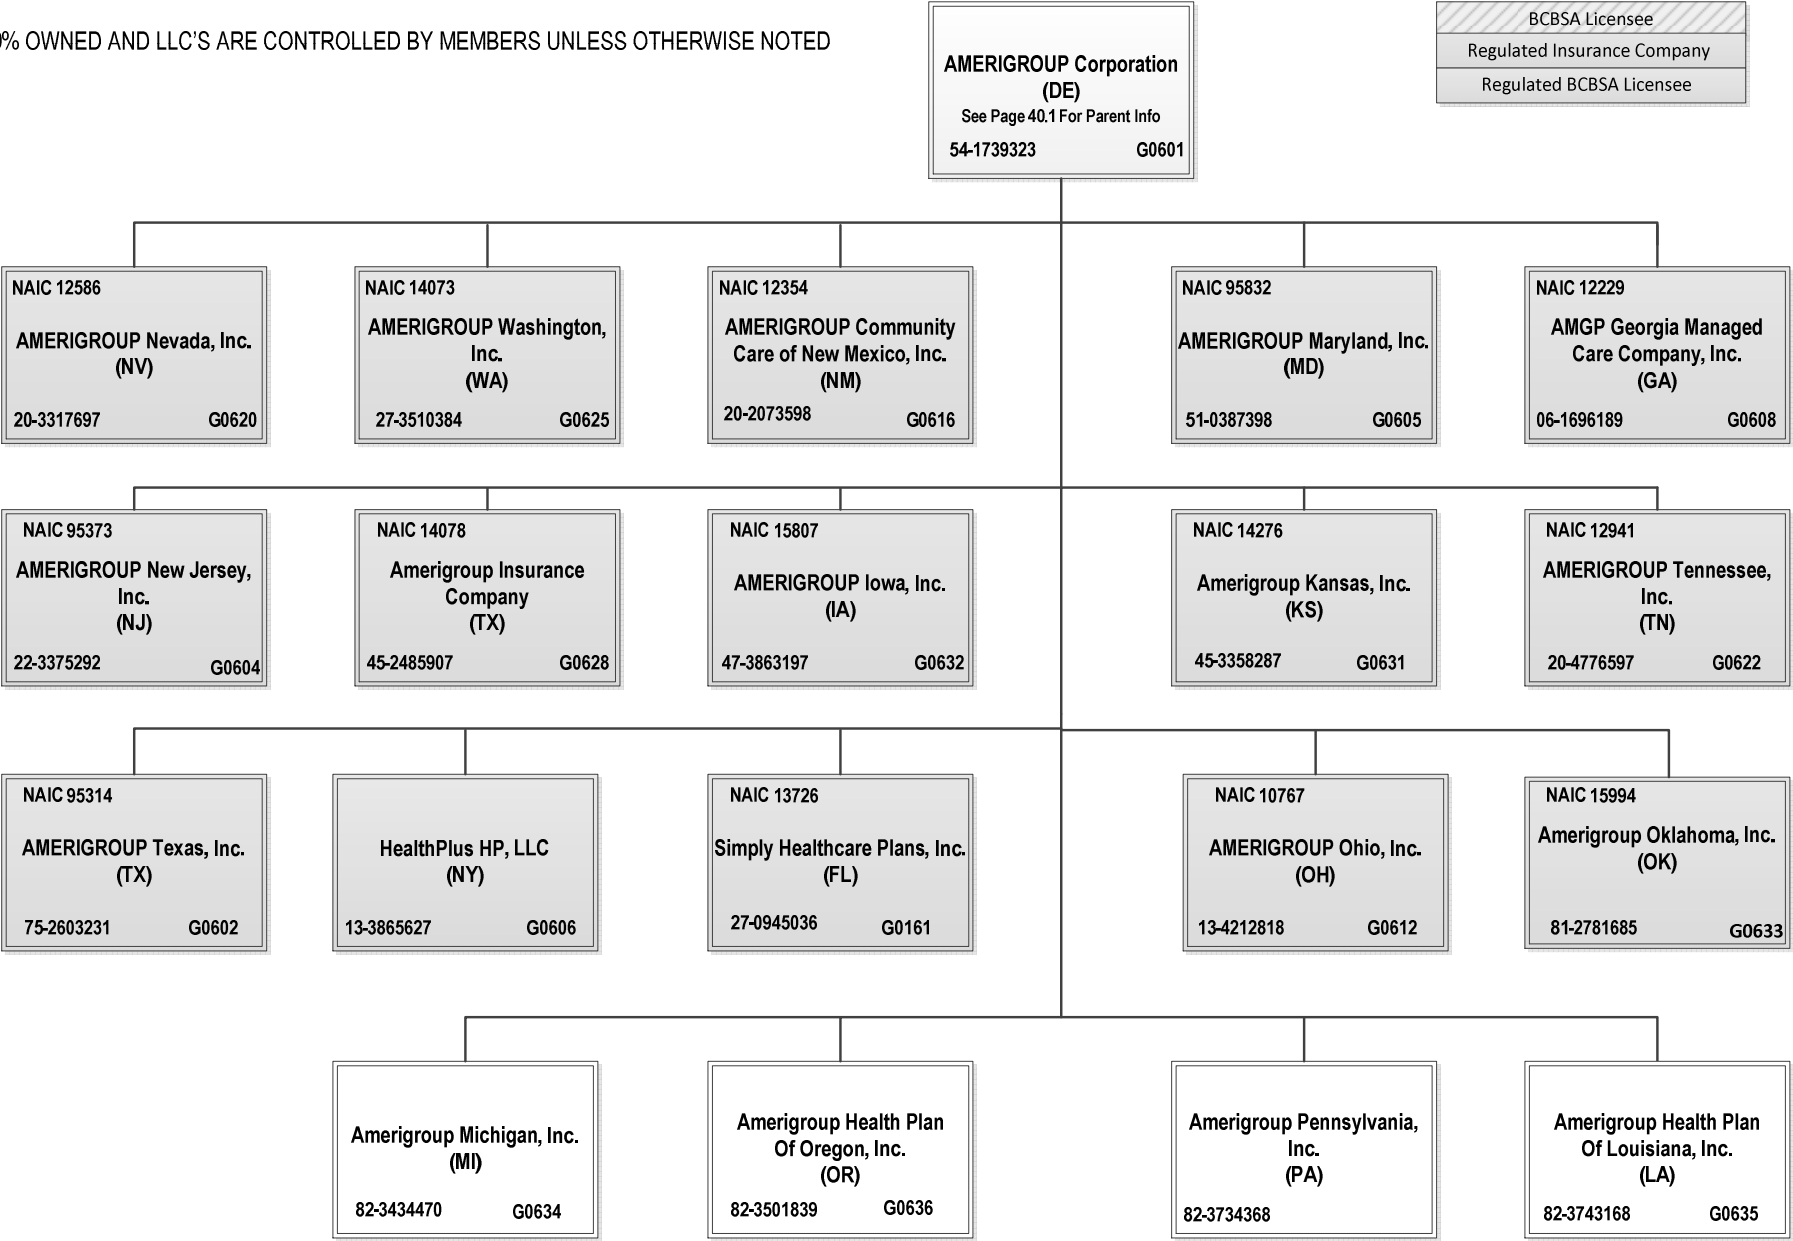 % OWNED AND LLC'S ARE CONTROLLED BY MEMBERS UNLESS OTHERWISE NOTED
AMERIGROUP Corporation
(DE)
See Page 40.1 For Parent Info
54-1739323 G0601
BCBSA Licensee
Regulated Insurance Company
Regulated BCBSA Licensee
NAIC 12586
AMERIGROUP Nevada, Inc.
(NV)
20-3317697 G0620
NAIC 14073
AMERIGROUP Washington,
Inc.
(WA)
27-3510384 G0625
NAIC 12354
AMERIGROUP Community
Care of New Mexico, Inc.
(NM)
20-2073598 G0616
NAIC 95832
AMERIGROUP Maryland, Inc.
(MD)
51-0387398 G0605
NAIC 12229
AMGP Georgia Managed
Care Company, Inc.
(GA)
06-1696189 G0608
NAIC 95373
AMERIGROUP New Jersey,
Inc.
(NJ)
22-3375292 G0604
NAIC 14078
Amerigroup Insurance
Company
(TX)
45-2485907 G0628
NAIC 15807
AMERIGROUP Iowa, Inc.
(IA)
47-3863197 G0632
NAIC 14276
Amerigroup Kansas, Inc.
(KS)
45-3358287 G0631
NAIC 12941
AMERIGROUP Tennessee,
Inc.
(TN)
20-4776597 G0622
NAIC 95314
AMERIGROUP Texas, Inc.
(TX)
75-2603231 G0602
HealthPlus HP, LLC
(NY)
13-3865627 G0606
NAIC 13726
Simply Healthcare Plans, Inc.
(FL)
27-0945036 G0161
NAIC 10767
AMERIGROUP Ohio, Inc.
(OH)
13-4212818 G0612
NAIC 15994
Amerigroup Oklahoma, Inc.
(OK)
81-2781685 G0633
Amerigroup Michigan, Inc.
(MI)
82-3434470 G0634
Amerigroup Health Plan
Of Oregon, Inc.
(OR)
82-3501839 G0636
Amerigroup Pennsylvania,
Inc.
(PA)
82-3734368
Amerigroup Health Plan
Of Louisiana, Inc.
(LA)
82-3743168 G0635